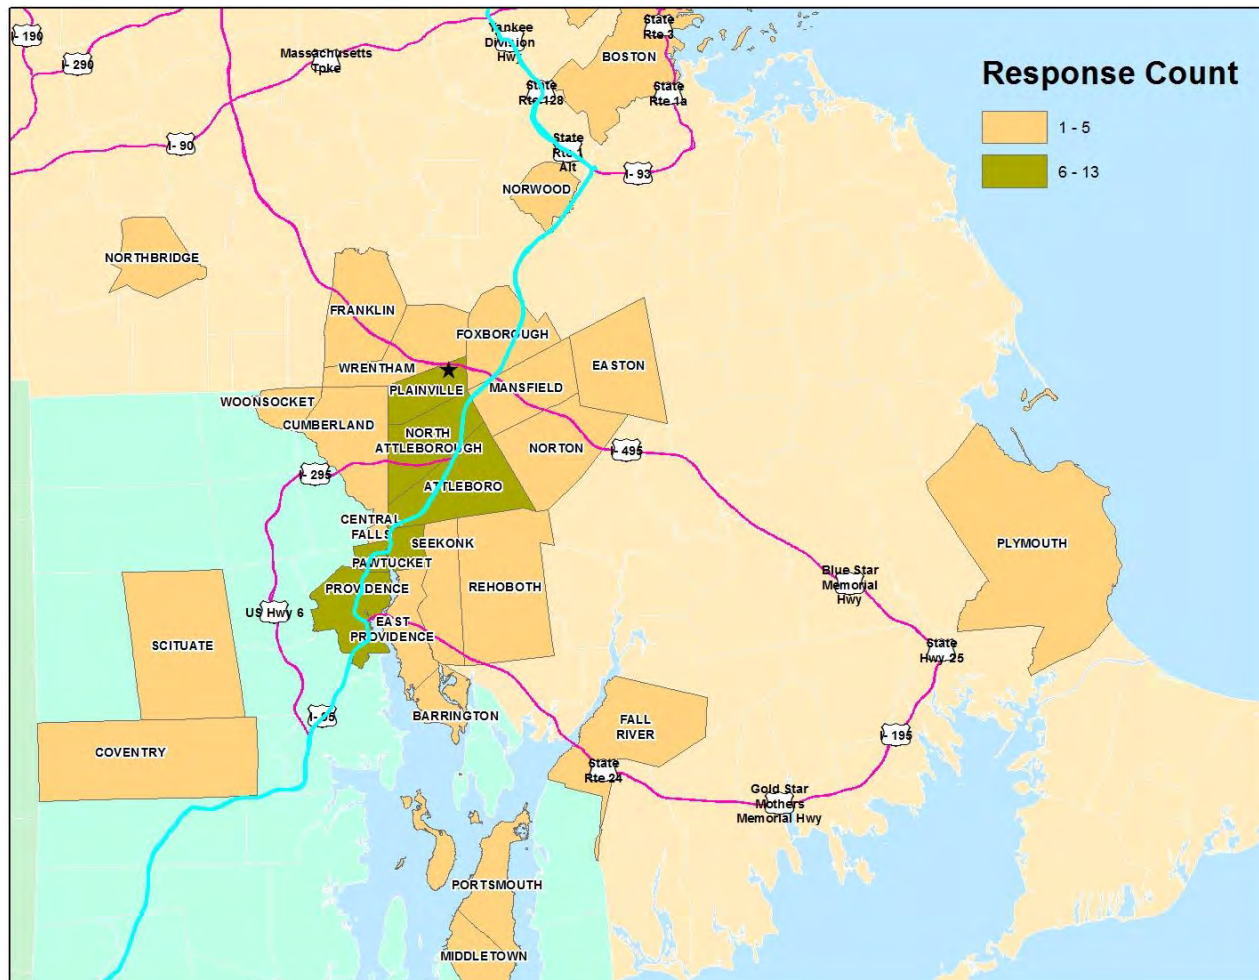 Response Count
1 - 5
6 - 13
I- 190
I- 290
Massachusetts
Tpke
Yankee
Division
Hwy
State
Rte 3
BOSTON
State
Rte 128
State
Rte 1a
I- 90
State
Rte 1
Alt
I- 93
NORWOOD
NORTHBRIDGE
FRANKLIN
FOXBOROUGH
WRENTHAM
EASTON
PLAINVILLE
MANSFIELD
WOONSOCKET
CUMBERLAND
NORTH
ATTLEBOROUGH
NORTON
I- 495
I- 295
ATTLEBORO
CENTRAL
FALLS
SEEKONK
PLYMOUTH
PAWTUCKET
PROVIDENCE
REHOBOTH
Blue Star
Memorial
Hwy
US Hwy 6
EAST
PROVIDENCE
SCITUATE
State
Hwy 25
BARRINGTON
I- 95
FALL
RIVER
I- 195
COVENTRY
State
Rte 24
Gold Star
Mothers
Memorial Hwy
PORTSMOUTH
MIDDLETOWN